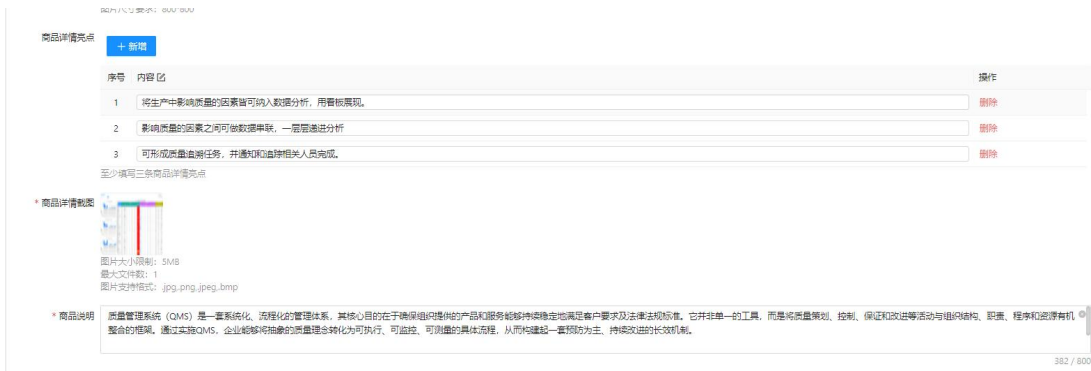 图片尺寸要求：800*800
商品详情亮点
+ 新增
序号 内容 操作
1 将生产中影响质量的因素皆可纳入数据分析，用看板展现。 删除
2 影响质量的因素之间可做数据串联，一层层递进分析 删除
3 可形成质量追溯任务，并通知和追踪相关人员完成。 删除
至少填写三条商品详情亮点
* 商品详情截图
图片大小限制：5MB
最大文件数：1
图片支持格式：.jpg,.png,.jpeg,.bmp
* 商品说明 质量管理系统（QMS）是一套系统化、流程化的管理体系，其核心目的在于确保组织提供的产品和服务能够持续稳定地满足客户要求及法律法规标准。它并非单一的工具，而是将质量策划、控制、保证和改进等活动与组织结构、职责、程序和资源有机
整合的框架。通过实施QMS，企业能够将抽象的质量理念转化为可执行、可监控、可测量的具体流程，从而构建起一套预防为主、持续改进的长效机制。
382 / 800